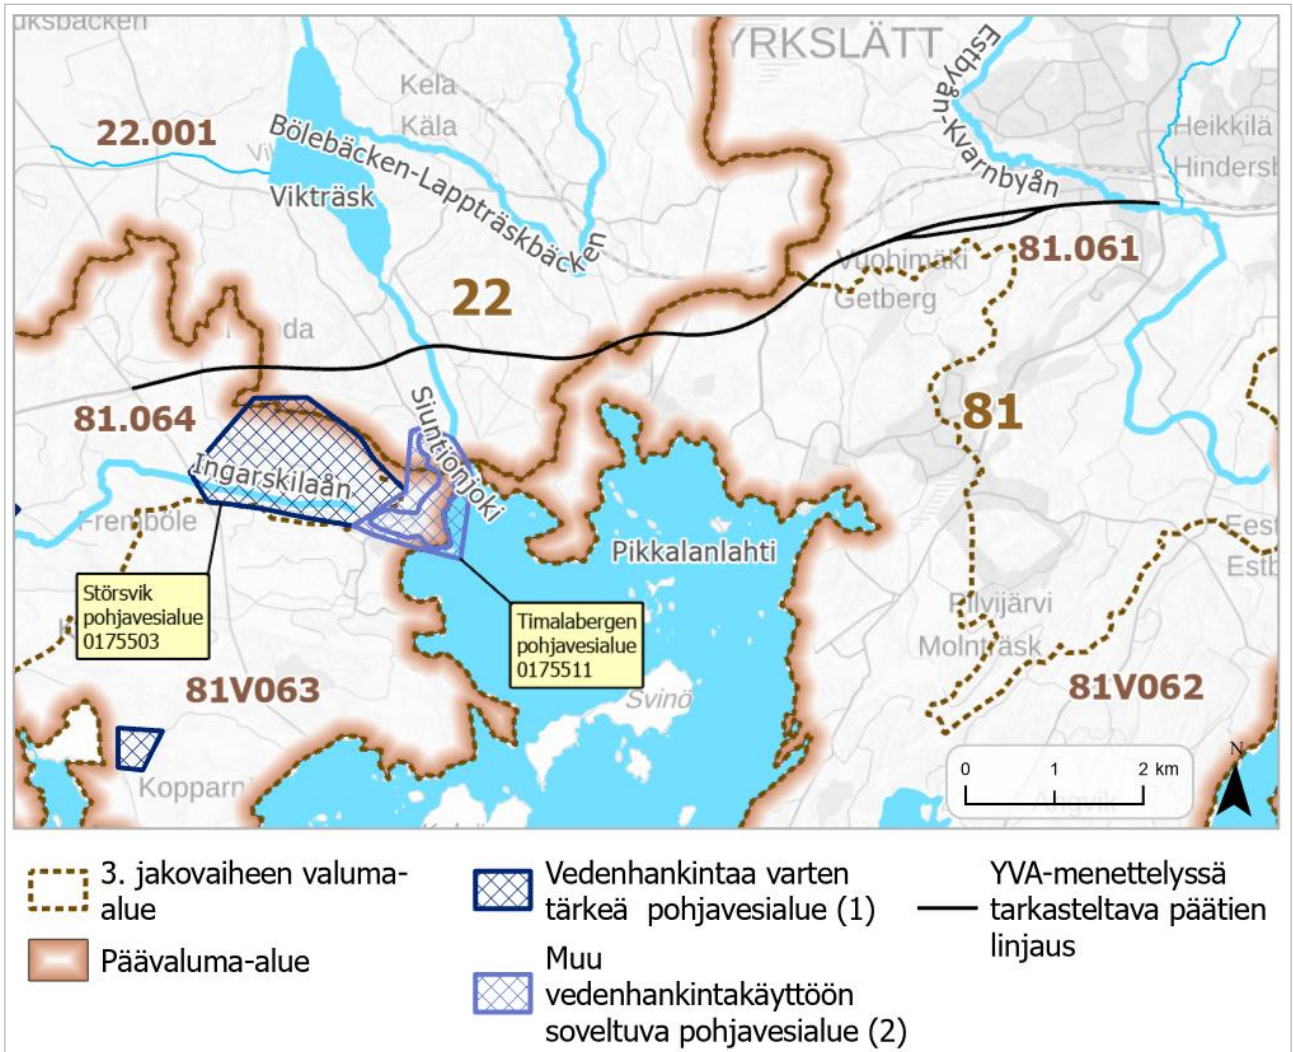 YRKSLÄTT
Estbyån-Kvarnbyån
Kela
Käla
Heikkilä
22.001
Bölebäcken-Lappträskbäcken
Vikträsk
81.061
Vuohimäki
Getberg
22
81.064
81
Siuntionjoki
Ingarskilaån
Fremböle
Pikkalanlahti
Störsvik
pohjavesialue
0175503
Timalabergen
pohjavesialue
0175511
Pilvijärvi
Molnträsk
81V063
81V062
Svinö
Kopparn
N
0 1 2 km
Ängvik
3. jakovaiheen valuma-
alue
Päävaluma-alue
Vedenhankintaa varten
tärkeä pohjavesialue (1)
Muu
vedenhankintakäyttöön
soveltuva pohjavesialue (2)
YVA-menettelyssä
tarkasteltava päätien
linjaus